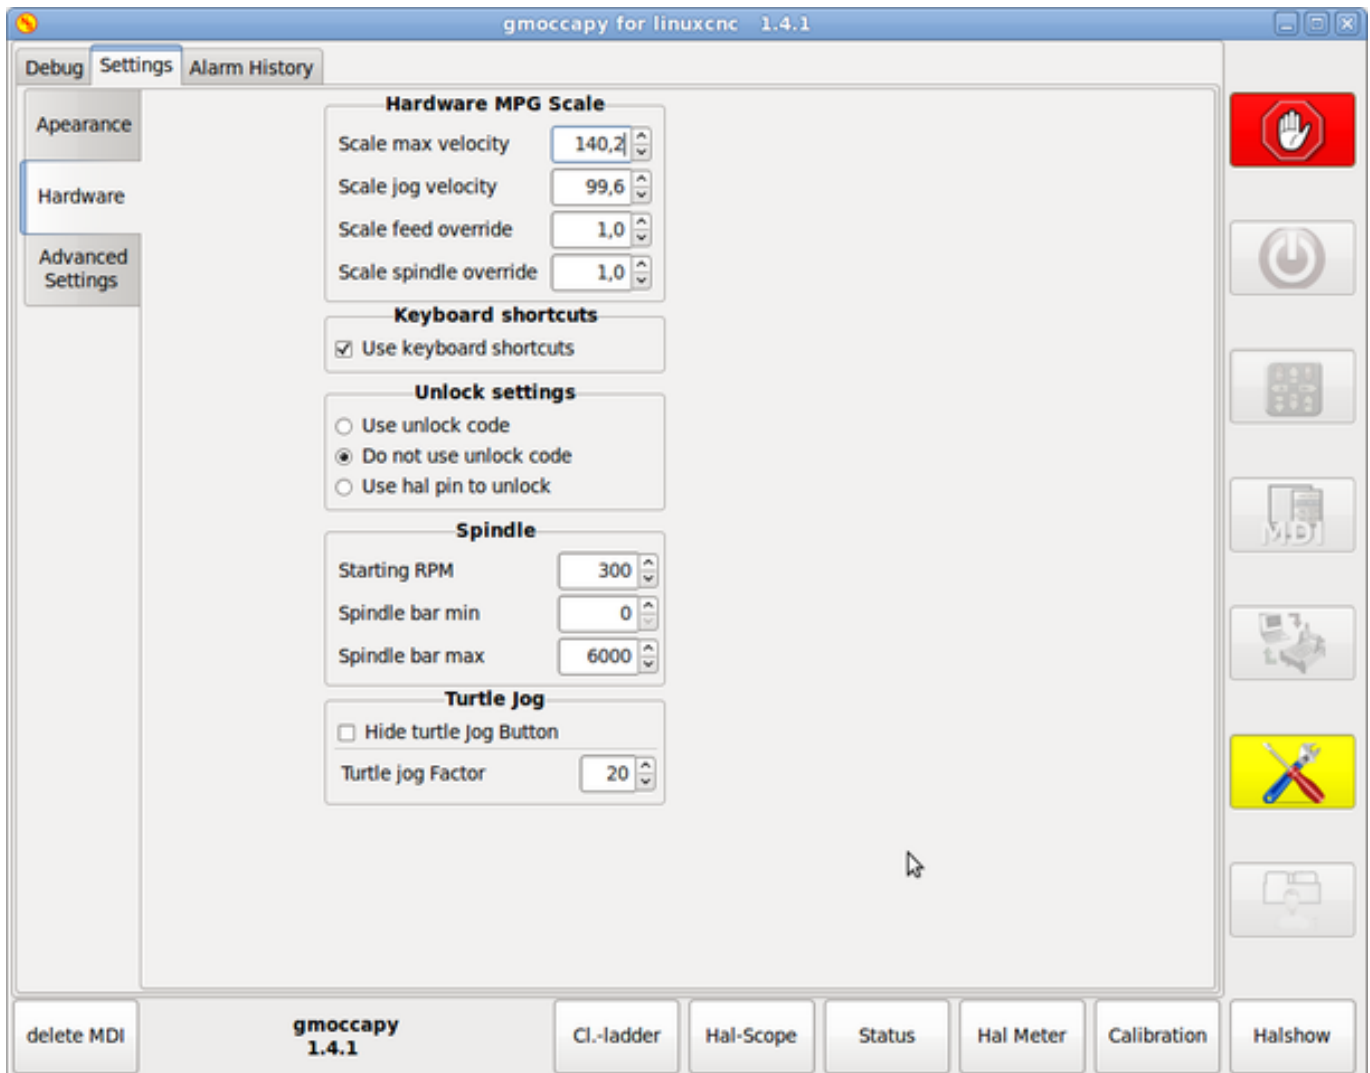 gmoccapy for linuxcnc 1.4.1
Debug Settings Alarm History
Apearance
Hardware
Advanced
Settings
Hardware MPG Scale
Scale max velocity 140,2
Scale jog velocity 99,6
Scale feed override 1,0
Scale spindle override 1,0
Keyboard shortcuts
Use keyboard shortcuts
Unlock settings
Use unlock code
Do not use unlock code
Use hal pin to unlock
Spindle
Starting RPM 300
Spindle bar min 0
Spindle bar max 6000
Turtle Jog
Hide turtle Jog Button
Turtle jog Factor 20
MDI
delete MDI
gmoccapy
1.4.1
Cl.-ladder
Hal-Scope
Status
Hal Meter
Calibration
Halshow